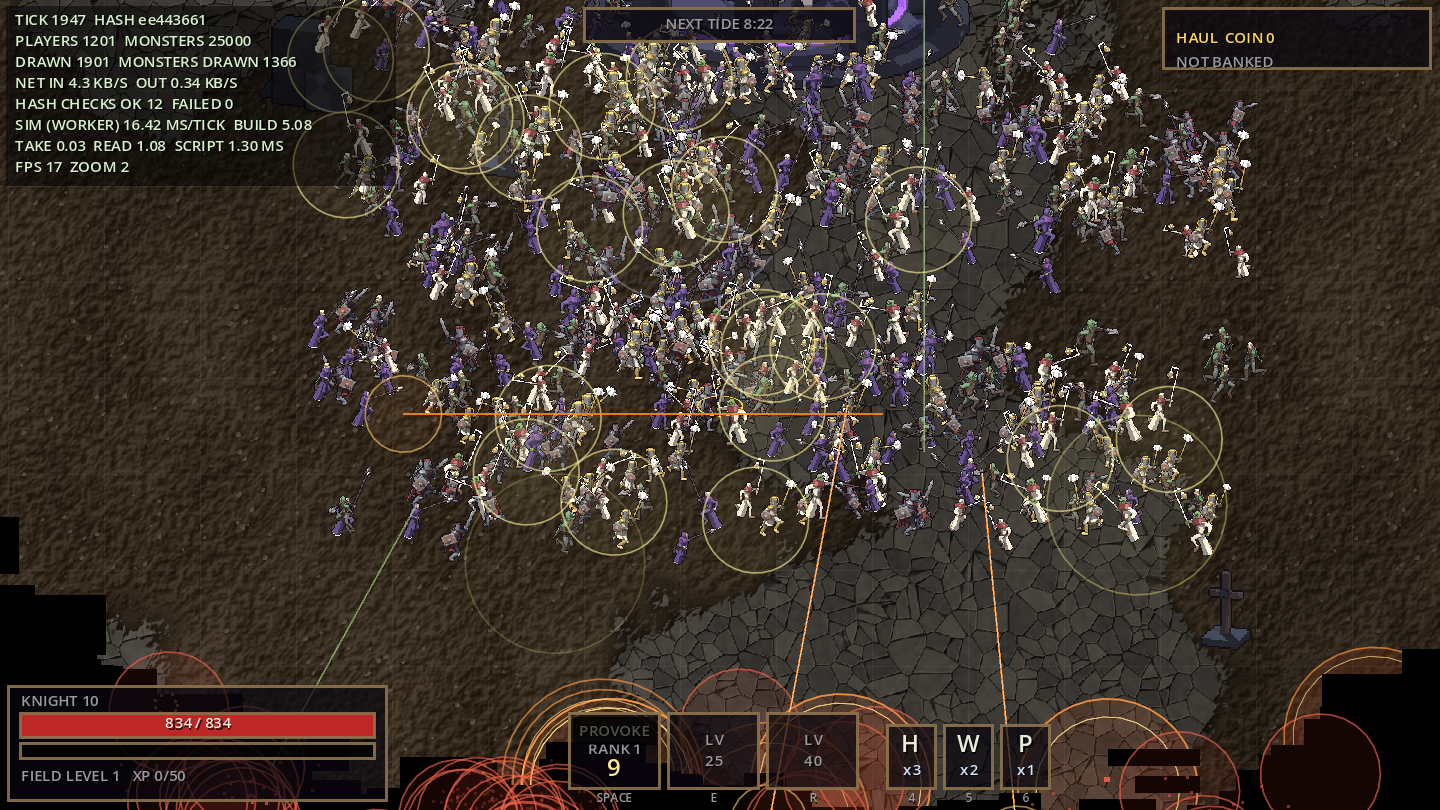 TICK 1947 HASH ee443661
PLAYERS 1201 MONSTERS 25000
DRAWN 1901 MONSTERS DRAWN 1366
NET IN 4.3 KB/S OUT 0.34 KB/S
HASH CHECKS OK 12 FAILED 0
SIM (WORKER) 16.42 MS/TICK BUILD 5.08
TAKE 0.03 READ 1.08 SCRIPT 1.30 MS
FPS 17 ZOOM 2
NEXT TIDE 8:22
HAUL COIN 0
NOT BANKED
KNIGHT 10
834 / 834
FIELD LEVEL 1 XP 0/50
PROVOKE
RANK 1
9
SPACE
LV
25
E
LV
40
R
H
x3
4
W
x2
5
P
x1
6